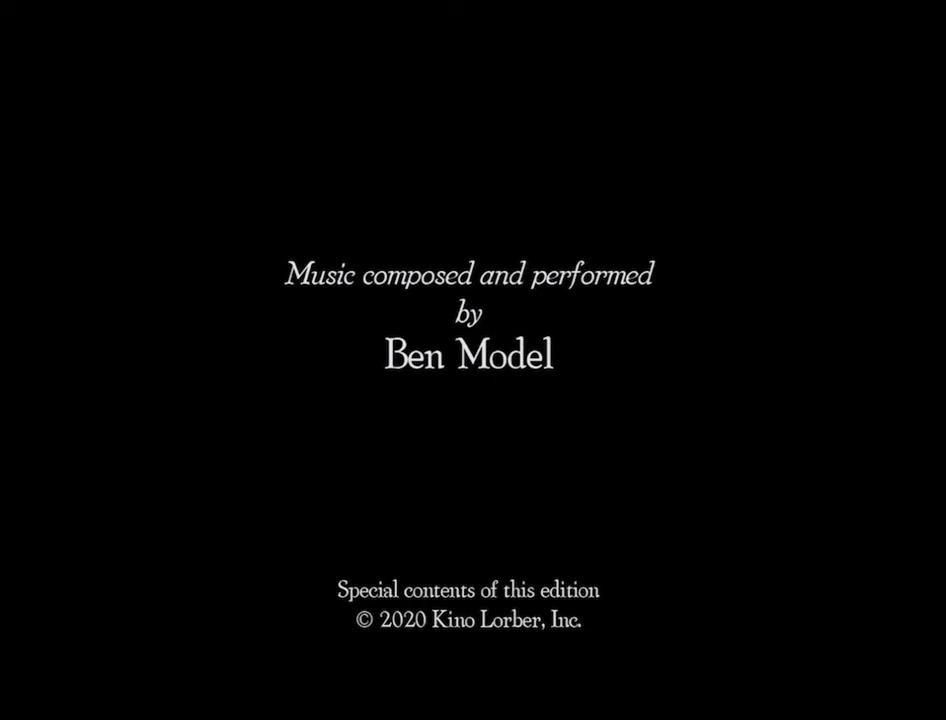 Music composed and performed
by
Ben Model
Special contents of this edition
© 2020 Kino Lorber, Inc.